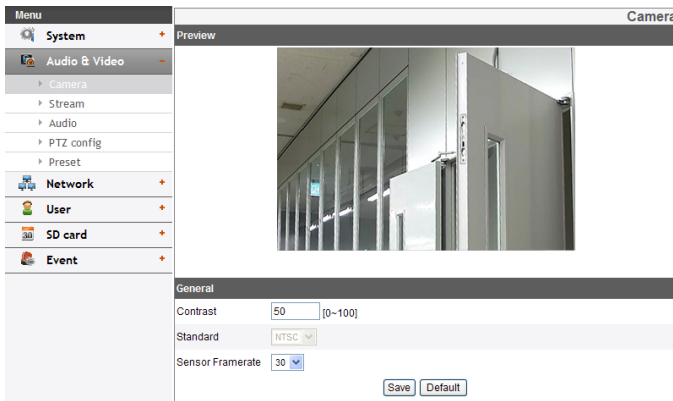 Menu
Camera
System +
Preview
Audio & Video -
Camera
Stream
Audio
PTZ config
Preset
Network +
User +
30 SD card +
Event +
General
Contrast 50 [0~100]
Standard NTSC
Sensor Framerate 30
Save Default